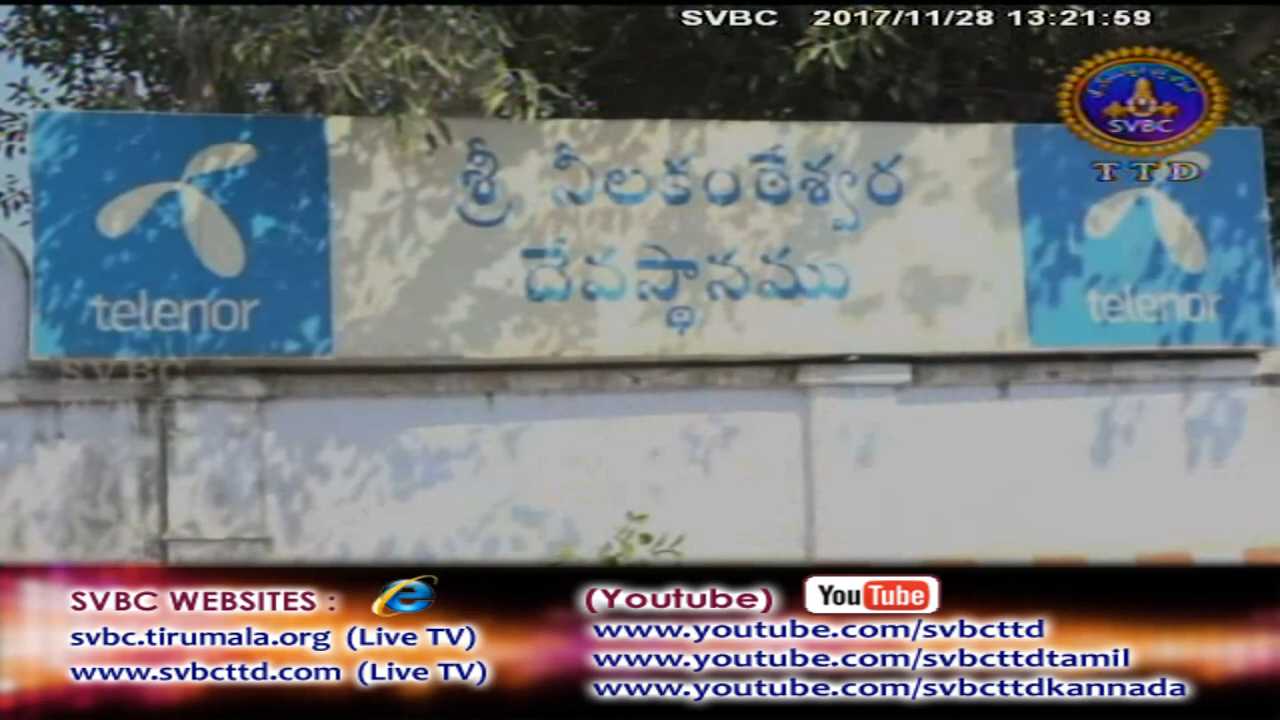 SVBC 2017/11/28 13:21:59
SVBC
TTD
telenor
శ్రీ నీలకంఠేశ్వర
దేవస్థానము
telenor
SVBC
SVBC WEBSITES :
svbc.tirumala.org (Live TV)
www.svbcttd.com (Live TV)
(Youtube) YouTube
www.youtube.com/svbcttd
www.youtube.com/svbcttdtamil
www.youtube.com/svbcttdkannada